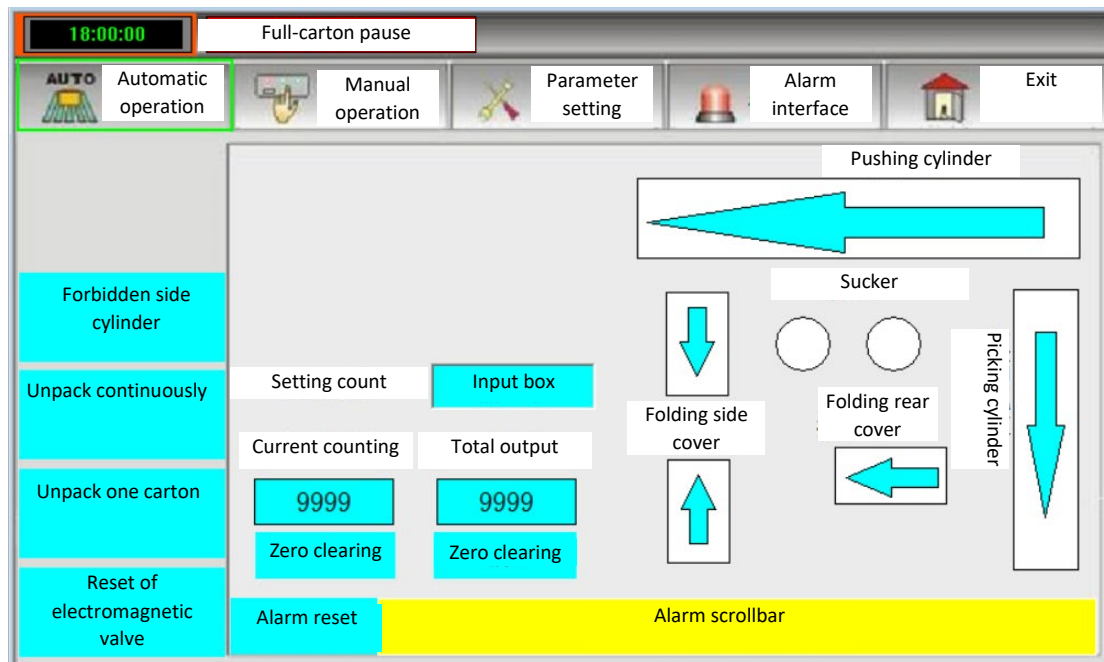 18:00:00
Full-carton pause
AUTO
Automatic
operation
Manual
operation
Parameter
setting
Alarm
interface
Exit
Pushing cylinder
Forbidden side
cylinder
Sucker
Picking cylinder
Unpack continuously
Setting count
Input box
Folding side
cover
Folding rear
cover
Current counting
Total output
Unpack one carton
9999
9999
Zero clearing
Zero clearing
Reset of
electromagnetic
valve
Alarm reset
Alarm scrollbar